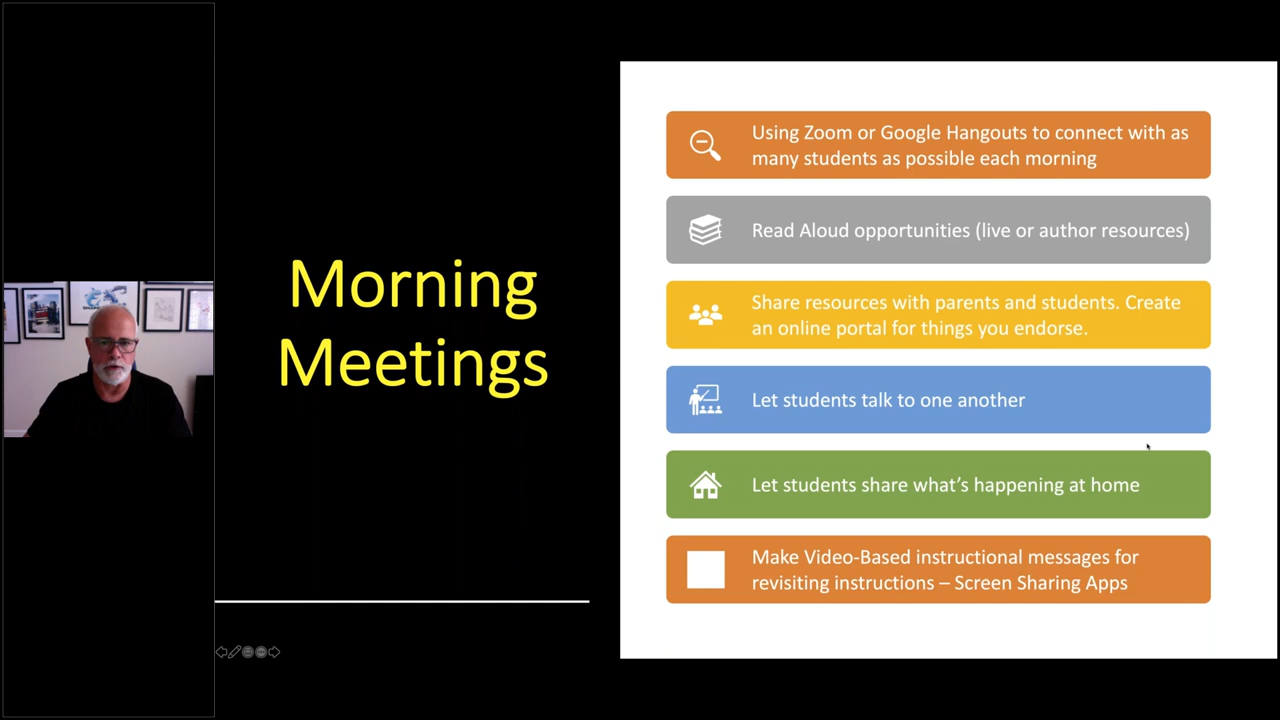 Morning
Meetings
Using Zoom or Google Hangouts to connect with as
many students as possible each morning
Read Aloud opportunities (live or author resources)
Share resources with parents and students. Create
an online portal for things you endorse.
Let students talk to one another
Let students share what's happening at home
Make Video-Based instructional messages for
revisiting instructions – Screen Sharing Apps